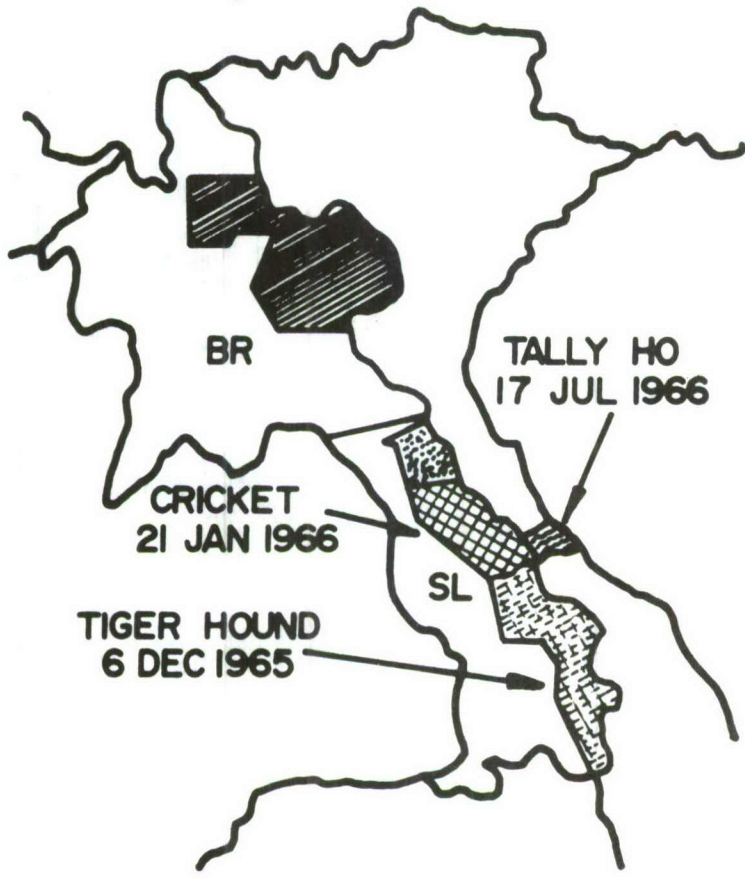 BR
TALLY HO
17 JUL 1966
CRICKET
21 JAN 1966
SL
TIGER HOUND
6 DEC 1965